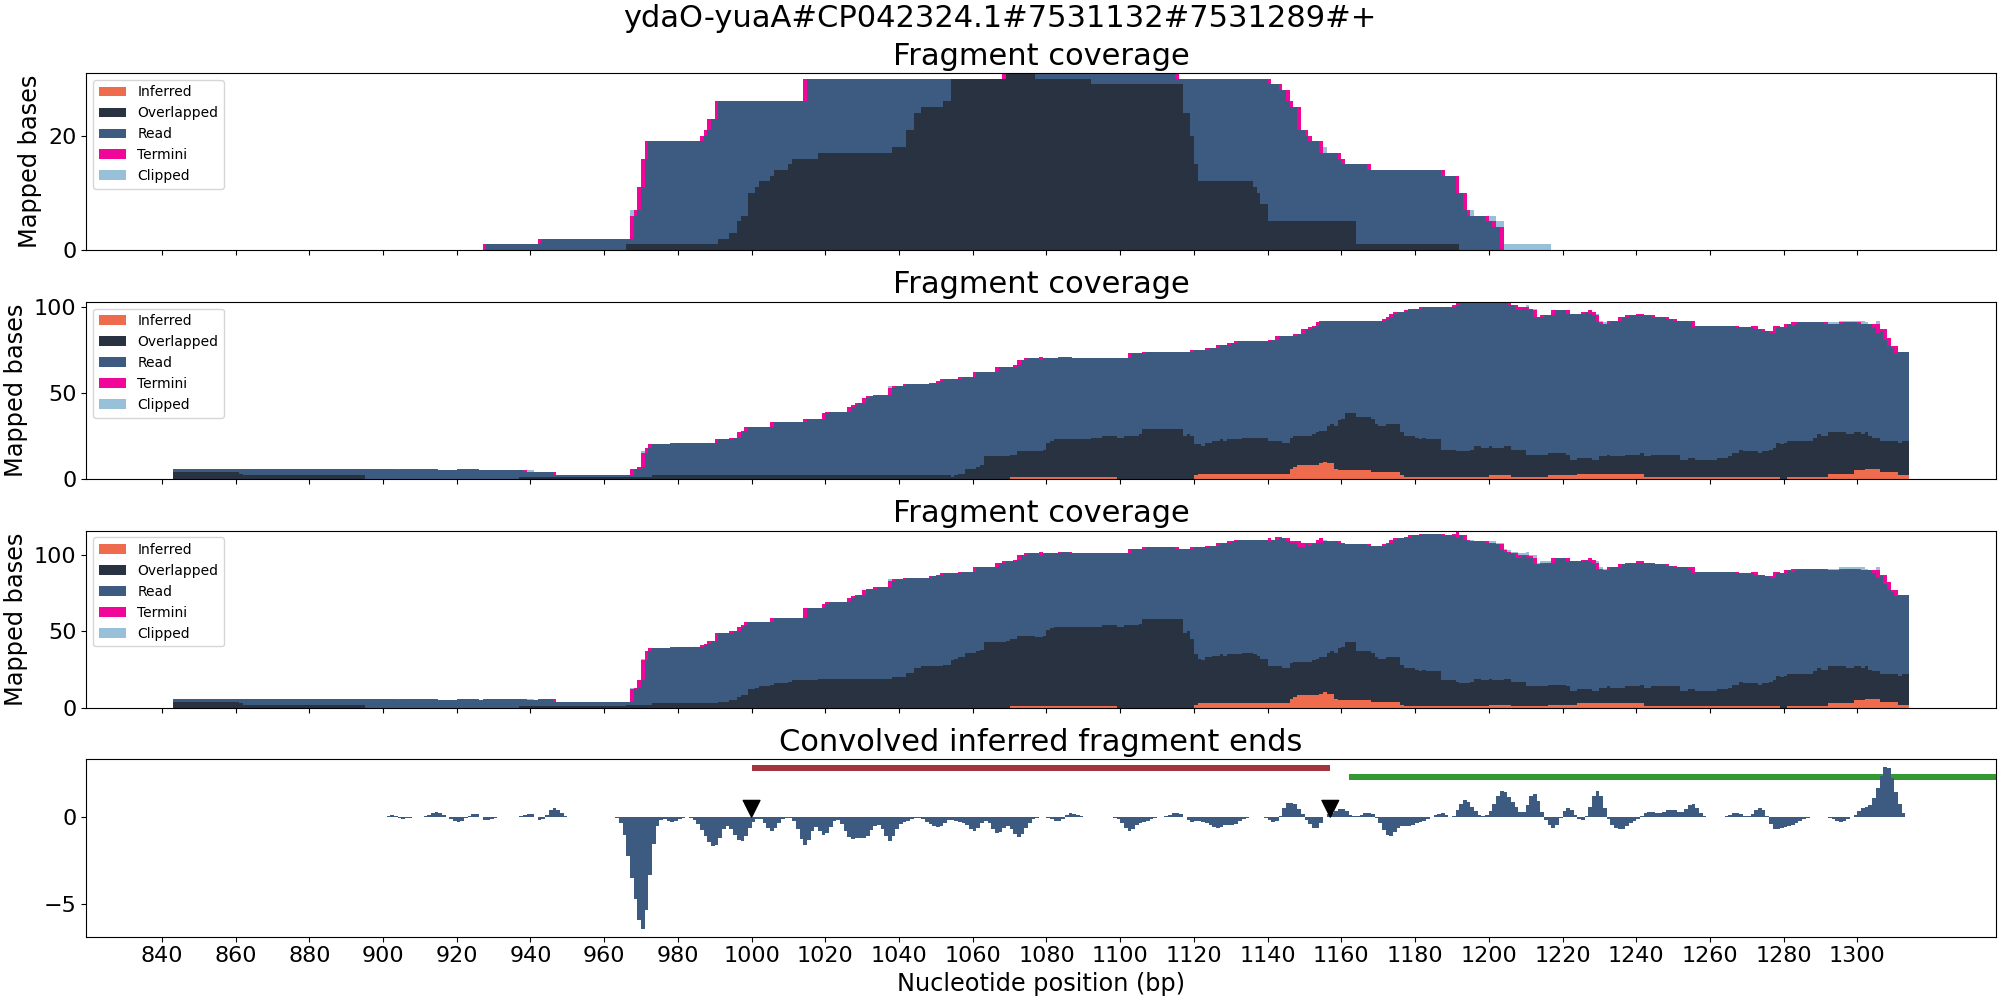 ydaO-yuaA#CP042324.1#7531132#7531289#+
Fragment coverage
Mapped bases
20
0
Inferred
Overlapped
Read
Termini
Clipped
Fragment coverage
Mapped bases
100
50
0
Inferred
Overlapped
Read
Termini
Clipped
Fragment coverage
Mapped bases
100
50
0
Inferred
Overlapped
Read
Termini
Clipped
Convolved inferred fragment ends
0
−5
840 860 880 900 920 940 960 980 1000 1020 1040 1060 1080 1100 1120 1140 1160 1180 1200 1220 1240 1260 1280 1300
Nucleotide position (bp)